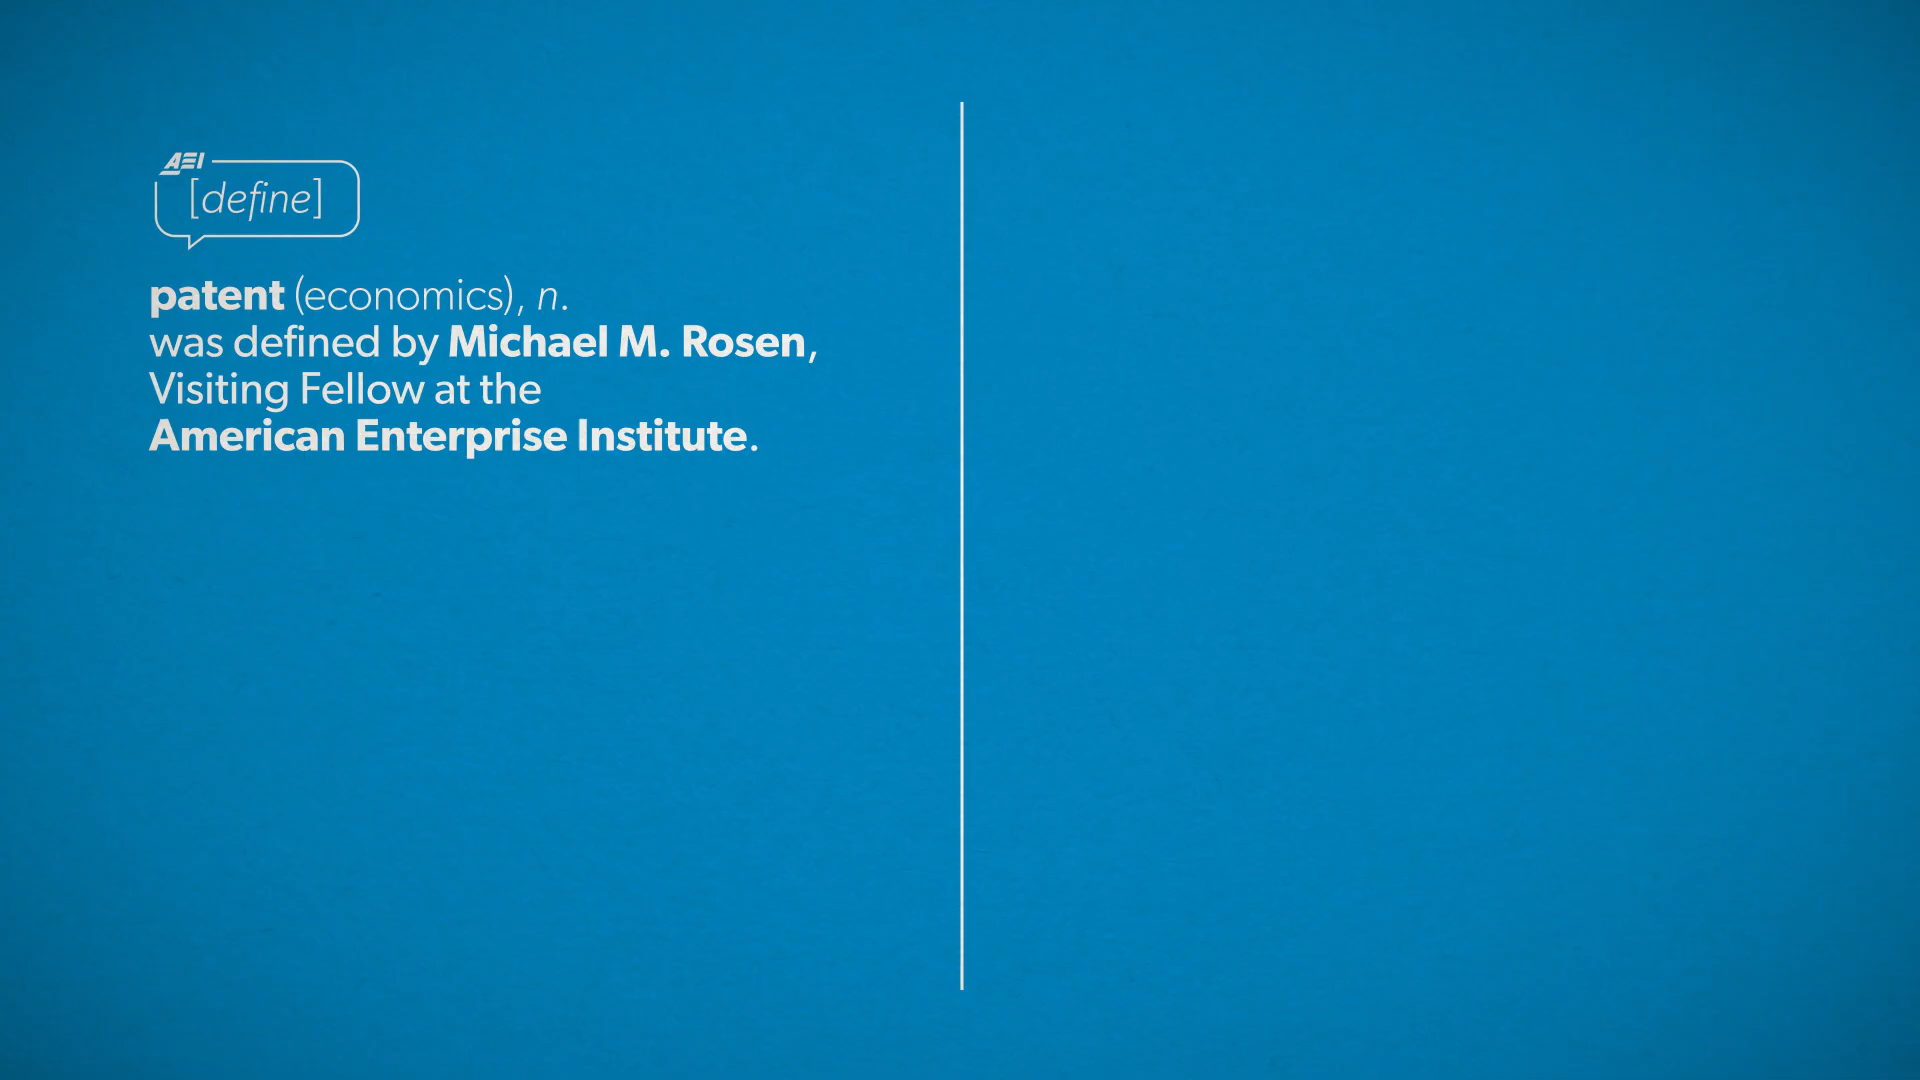 AEI
[define]
patent (economics), n.
was defined by Michael M. Rosen,
Visiting Fellow at the
American Enterprise Institute.